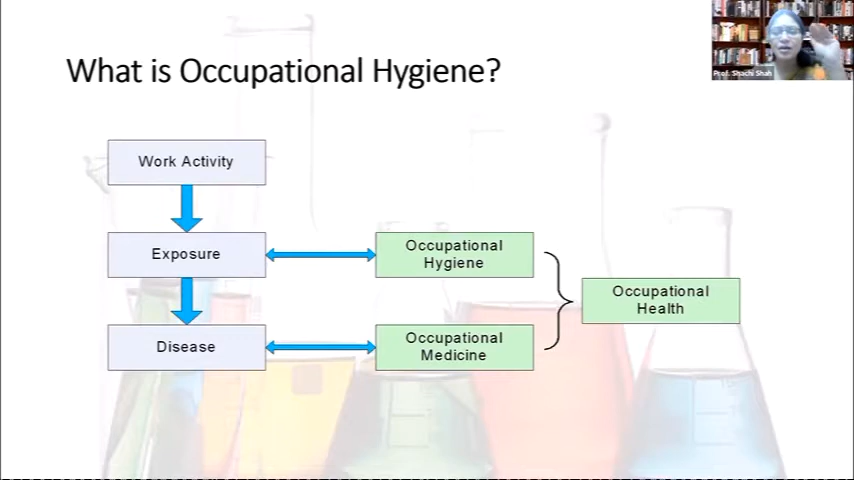 What is Occupational Hygiene?
Prof. Shachi Shah
Work Activity
Exposure
Occupational
Hygiene
Occupational
Health
Disease
Occupational
Medicine